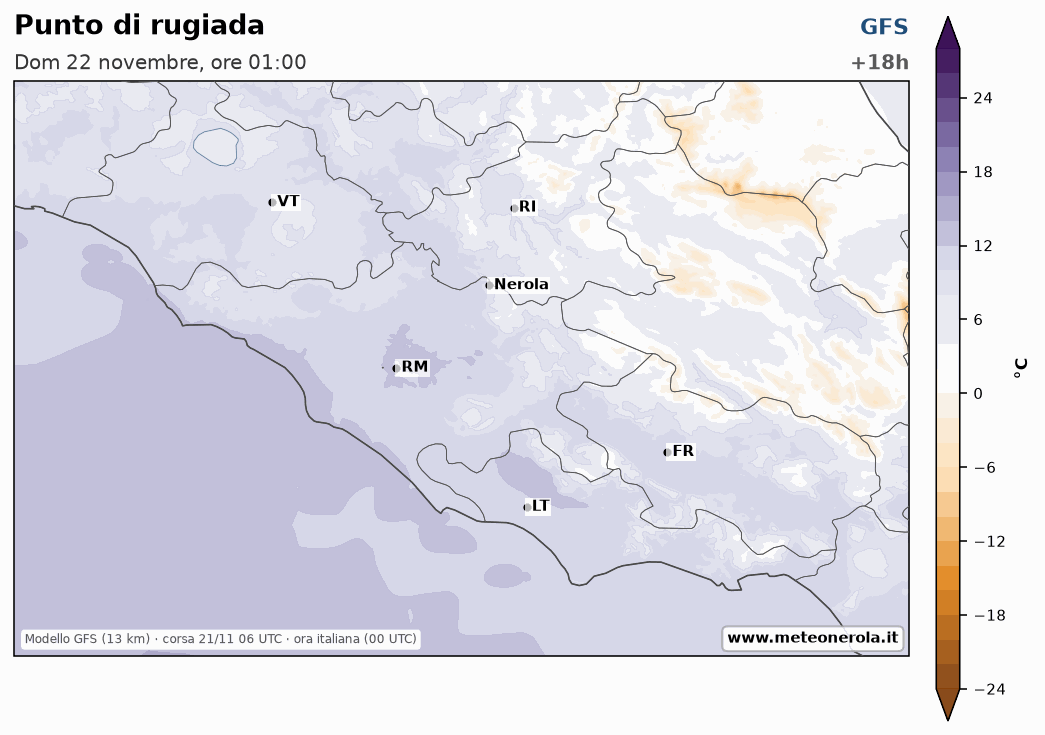 Punto di rugiada
GFS
Dom 22 novembre, ore 01:00
+18h
VT
RI
Nerola
RM
FR
LT
Modello GFS (13 km) · corsa 21/11 06 UTC · ora italiana (00 UTC)
www.meteonerola.it
24
18
12
6
0
−6
−12
−18
−24
°C